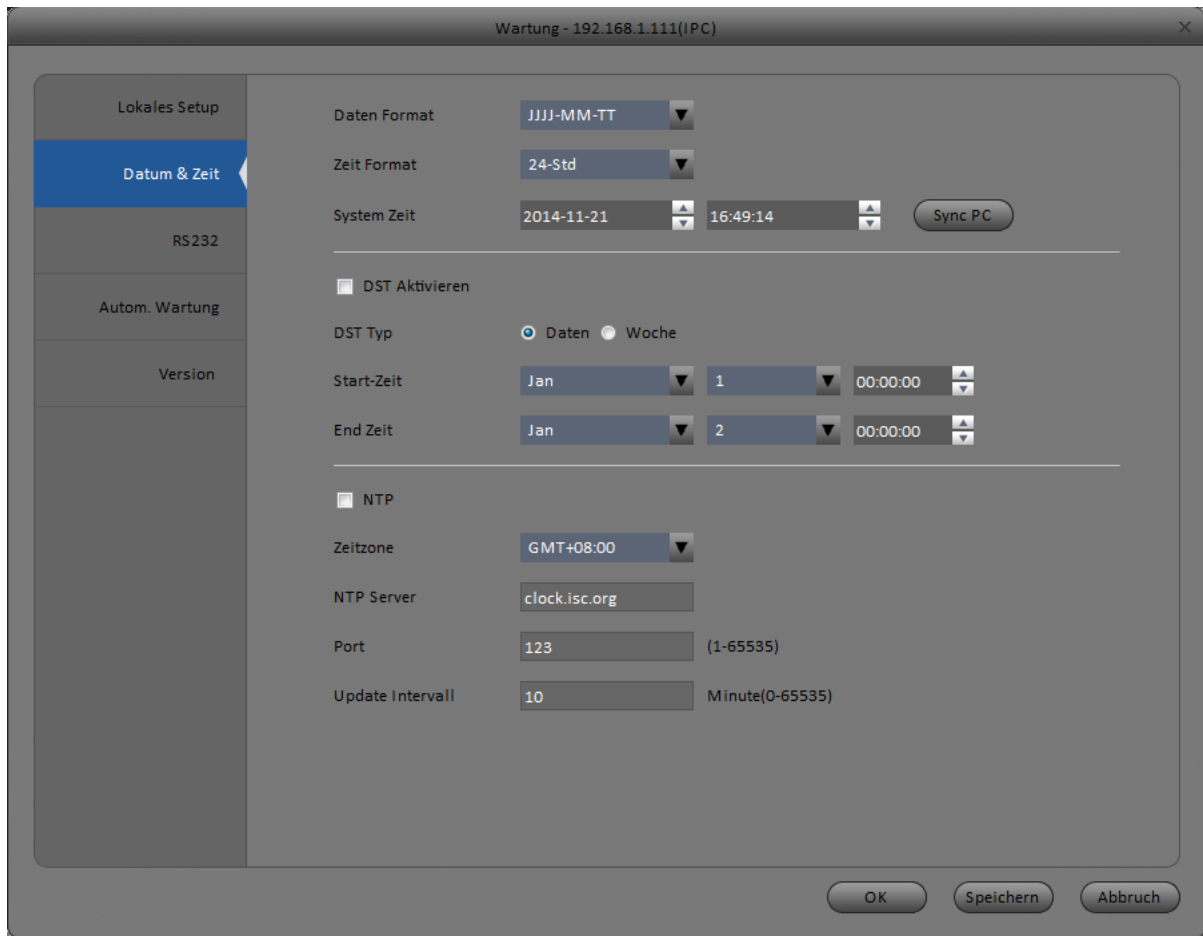 Wartung - 192.168.1.111(IPC)
Lokales Setup
Datum & Zeit
RS232
Autom. Wartung
Version
Daten Format JJJJ-MM-TT
Zeit Format 24-Std
System Zeit 2014-11-21 16:49:14 Sync PC
DST Aktivieren
DST Typ Daten Woche
Start-Zeit Jan 1 00:00:00
End Zeit Jan 2 00:00:00
NTP
Zeitzone GMT+08:00
NTP Server clock.isc.org
Port 123 (1-65535)
Update Intervall 10 Minute(0-65535)
OK Speichern Abbruch